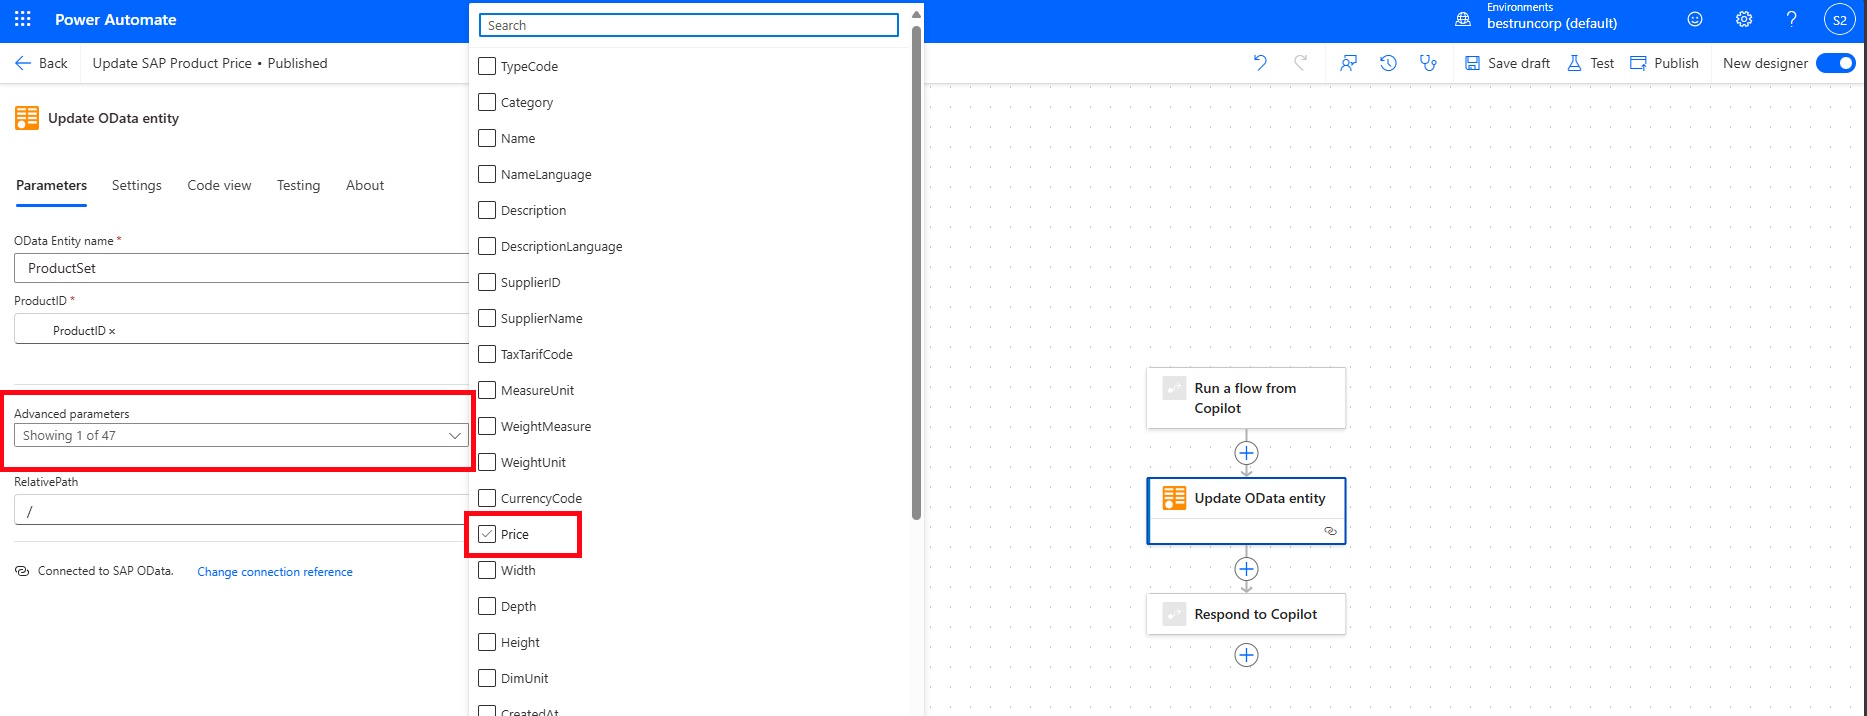 Power Automate
Environments
bestruncorp (default)
S2
Back
Update SAP Product Price • Published
Save draft
Test
Publish
New designer
Update OData entity
Parameters
Settings
Code view
Testing
About
OData Entity name *
ProductSet
ProductID *
ProductID ×
Advanced parameters
Showing 1 of 47
RelativePath
/
Connected to SAP OData.
Change connection reference
Search
TypeCode
Category
Name
NameLanguage
Description
DescriptionLanguage
SupplierID
SupplierName
TaxTarifCode
MeasureUnit
WeightMeasure
WeightUnit
CurrencyCode
Price
Width
Depth
Height
DimUnit
CreatedAt
Run a flow from
Copilot
Update OData entity
Respond to Copilot